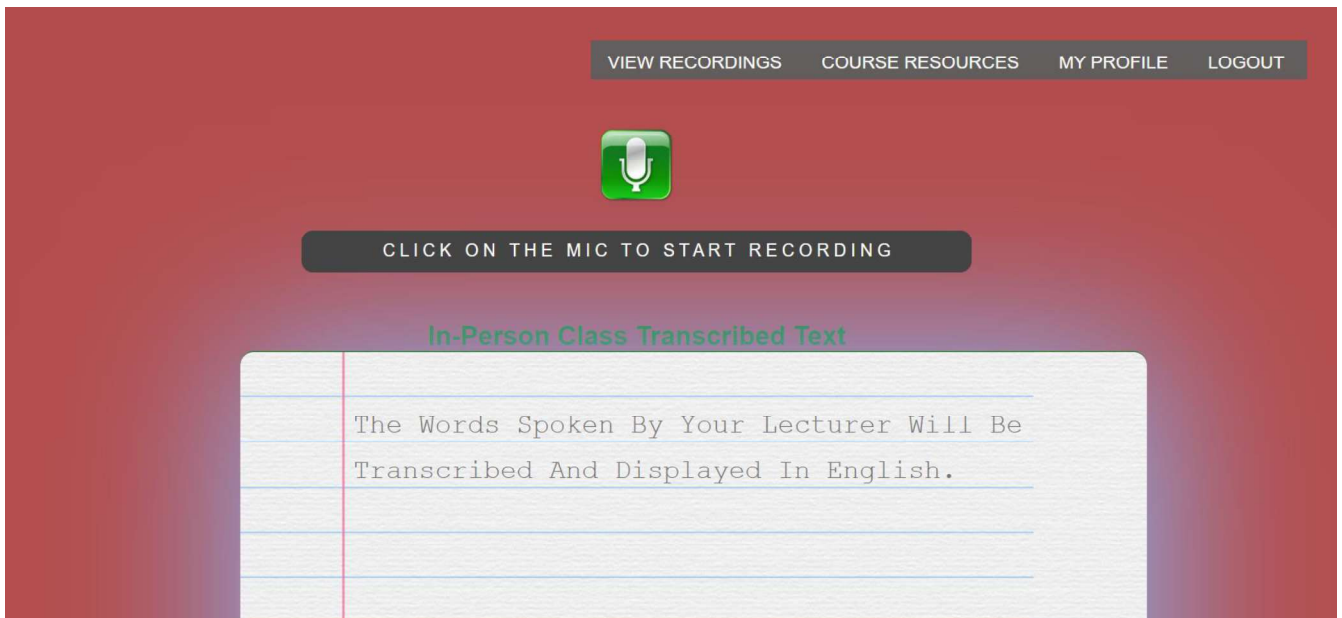 VIEW RECORDINGS COURSE RESOURCES MY PROFILE LOGOUT
CLICK ON THE MIC TO START RECORDING
In-Person Class Transcribed Text
The Words Spoken By Your Lecturer Will Be
Transcribed And Displayed In English.